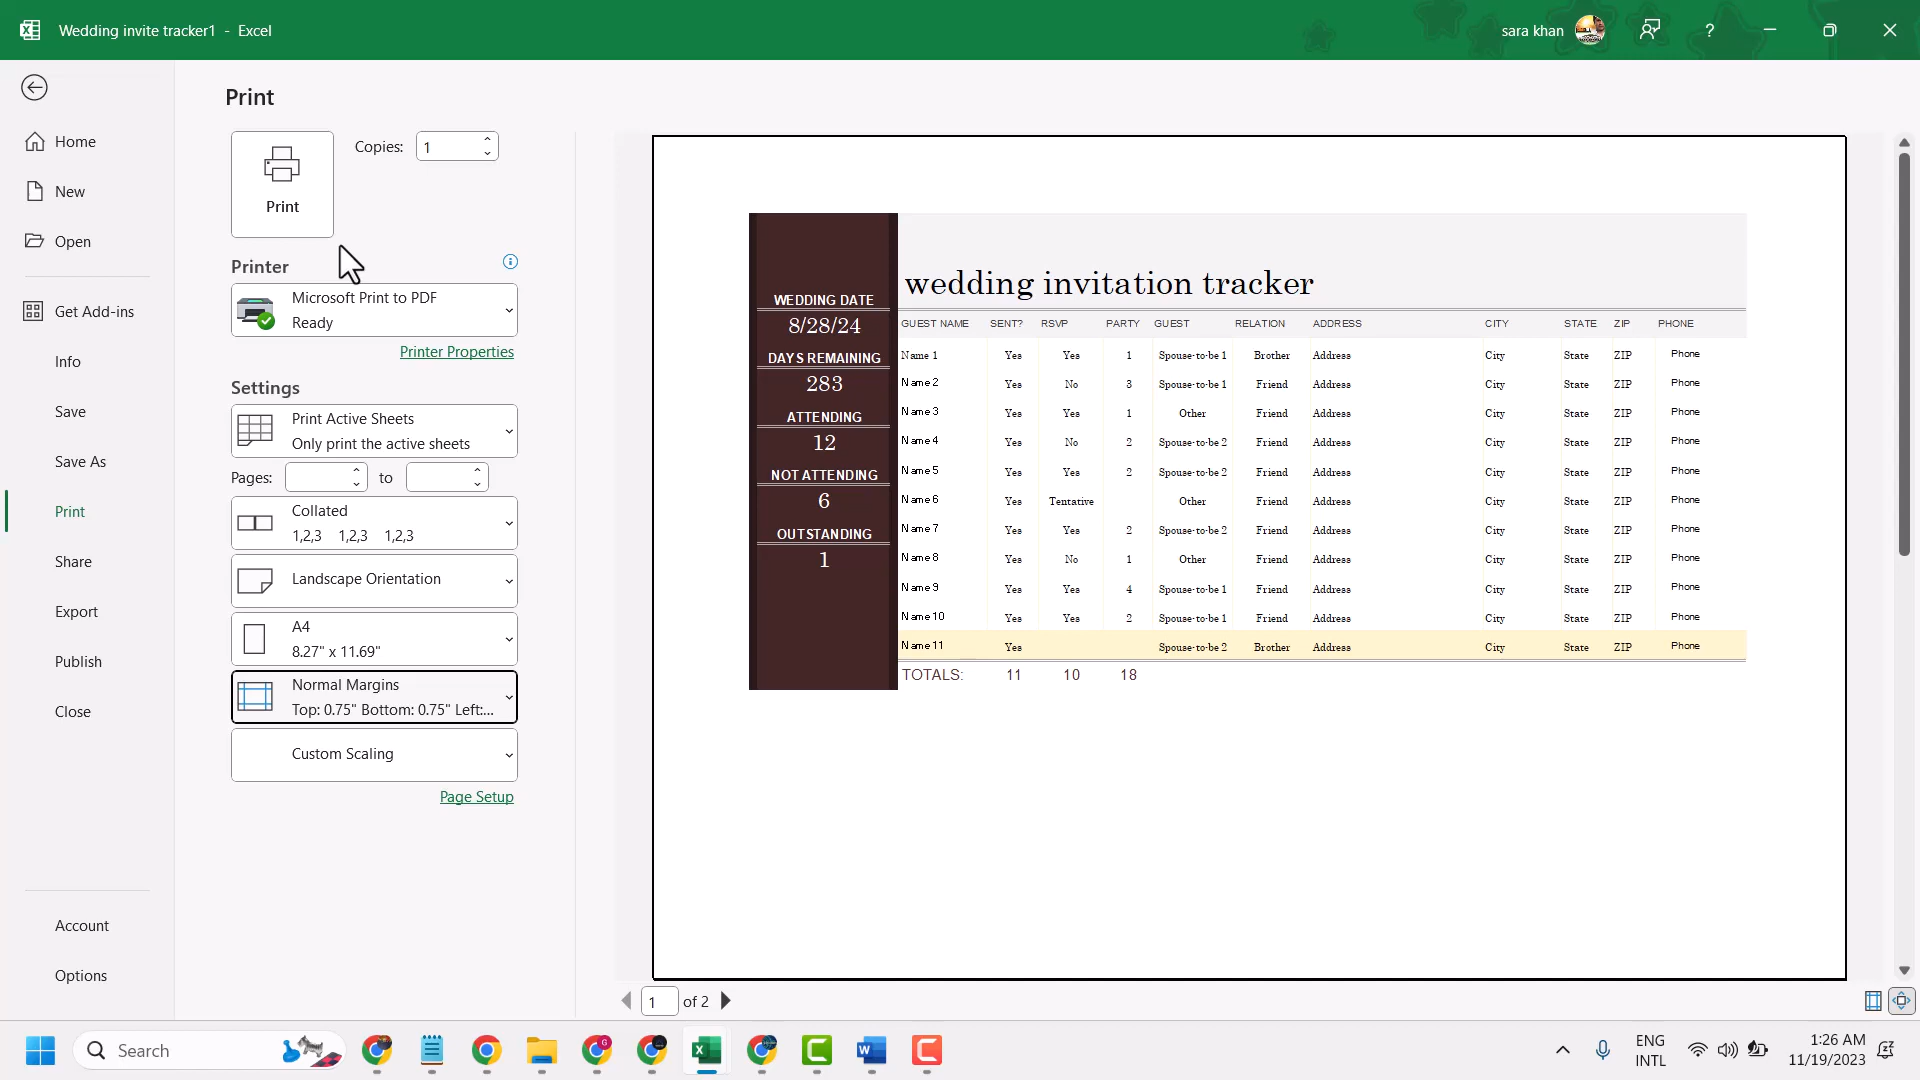 Wedding invite tracker1 - Excel
sara khan
?
Print
Home
New
Open
Get Add-ins
Info
Save
Save As
Print
Share
Export
Publish
Close
Account
Options
Print
Copies: 1
Printer
Microsoft Print to PDF
Ready
Printer Properties
Settings
Print Active Sheets
Only print the active sheets
Pages: to
Collated
1,2,3 1,2,3 1,2,3
Landscape Orientation
A4
8.27" x 11.69"
Normal Margins
Top: 0.75" Bottom: 0.75" Left:...
Custom Scaling
Page Setup
WEDDING DATE
8/28/24
DAYS REMAINING
283
ATTENDING
12
NOT ATTENDING
6
OUTSTANDING
1
wedding invitation tracker
GUEST NAME SENT? RSVP PARTY GUEST RELATION ADDRESS CITY STATE ZIP PHONE
Name 1 Yes Yes 1 Spouse-to-be 1 Brother Address City State ZIP Phone
Name 2 Yes No 3 Spouse-to-be 1 Friend Address City State ZIP Phone
Name 3 Yes Yes 1 Other Friend Address City State ZIP Phone
Name 4 Yes No 2 Spouse-to-be 2 Friend Address City State ZIP Phone
Name 5 Yes Yes 2 Spouse-to-be 2 Friend Address City State ZIP Phone
Name 6 Yes Tentative Other Friend Address City State ZIP Phone
Name 7 Yes Yes 2 Spouse-to-be 2 Friend Address City State ZIP Phone
Name 8 Yes No 1 Other Friend Address City State ZIP Phone
Name 9 Yes Yes 4 Spouse-to-be 1 Friend Address City State ZIP Phone
Name 10 Yes Yes 2 Spouse-to-be 1 Friend Address City State ZIP Phone
Name 11 Yes Spouse-to-be 2 Brother Address City State ZIP Phone
TOTALS: 11 10 18
1 of 2
Search
ENG
INTL
1:26 AM
11/19/2023